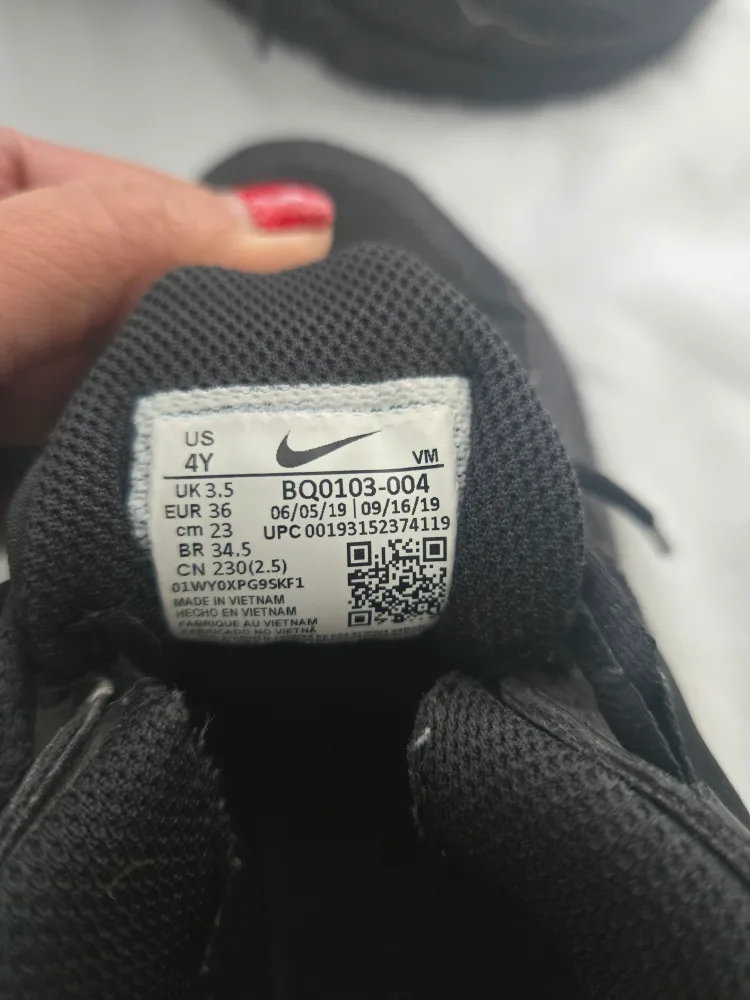 US
4Y
VM
UK 3.5
BQ0103-004
EUR 36
06/05/19 | 09/16/19
cm 23
UPC 00193152374119
BR 34.5
CN 230(2.5)
01WY0XPG9SKF1
MADE IN VIETNAM
HECHO EN VIETNAM
FABRIQUE AU VIETNAM
FABRICADO NO VIETNÃ